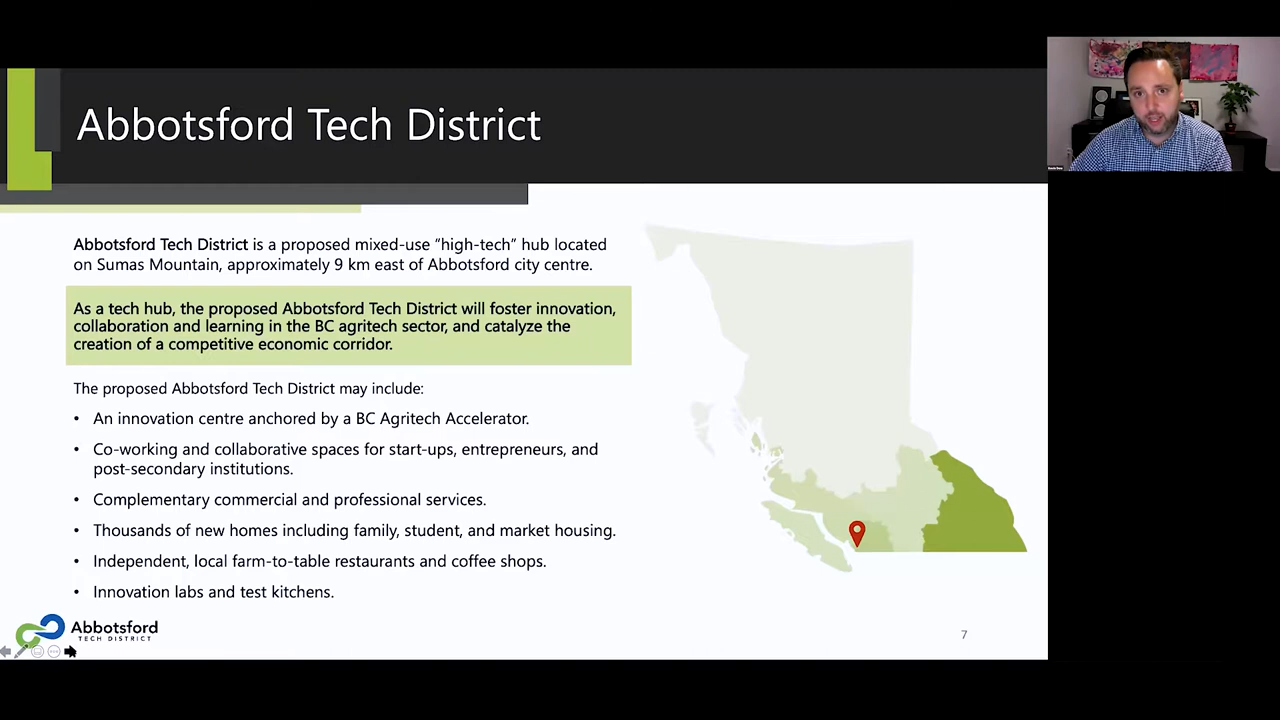 Abbotsford Tech District
Abbotsford Tech District is a proposed mixed-use “high-tech” hub located
on Sumas Mountain, approximately 9 km east of Abbotsford city centre.
As a tech hub, the proposed Abbotsford Tech District will foster innovation,
collaboration and learning in the BC agritech sector, and catalyze the
creation of a competitive economic corridor.
The proposed Abbotsford Tech District may include:
• An innovation centre anchored by a BC Agritech Accelerator.
• Co-working and collaborative spaces for start-ups, entrepreneurs, and
post-secondary institutions.
• Complementary commercial and professional services.
• Thousands of new homes including family, student, and market housing.
• Independent, local farm-to-table restaurants and coffee shops.
• Innovation labs and test kitchens.
Abbotsford
TECH DISTRICT
7